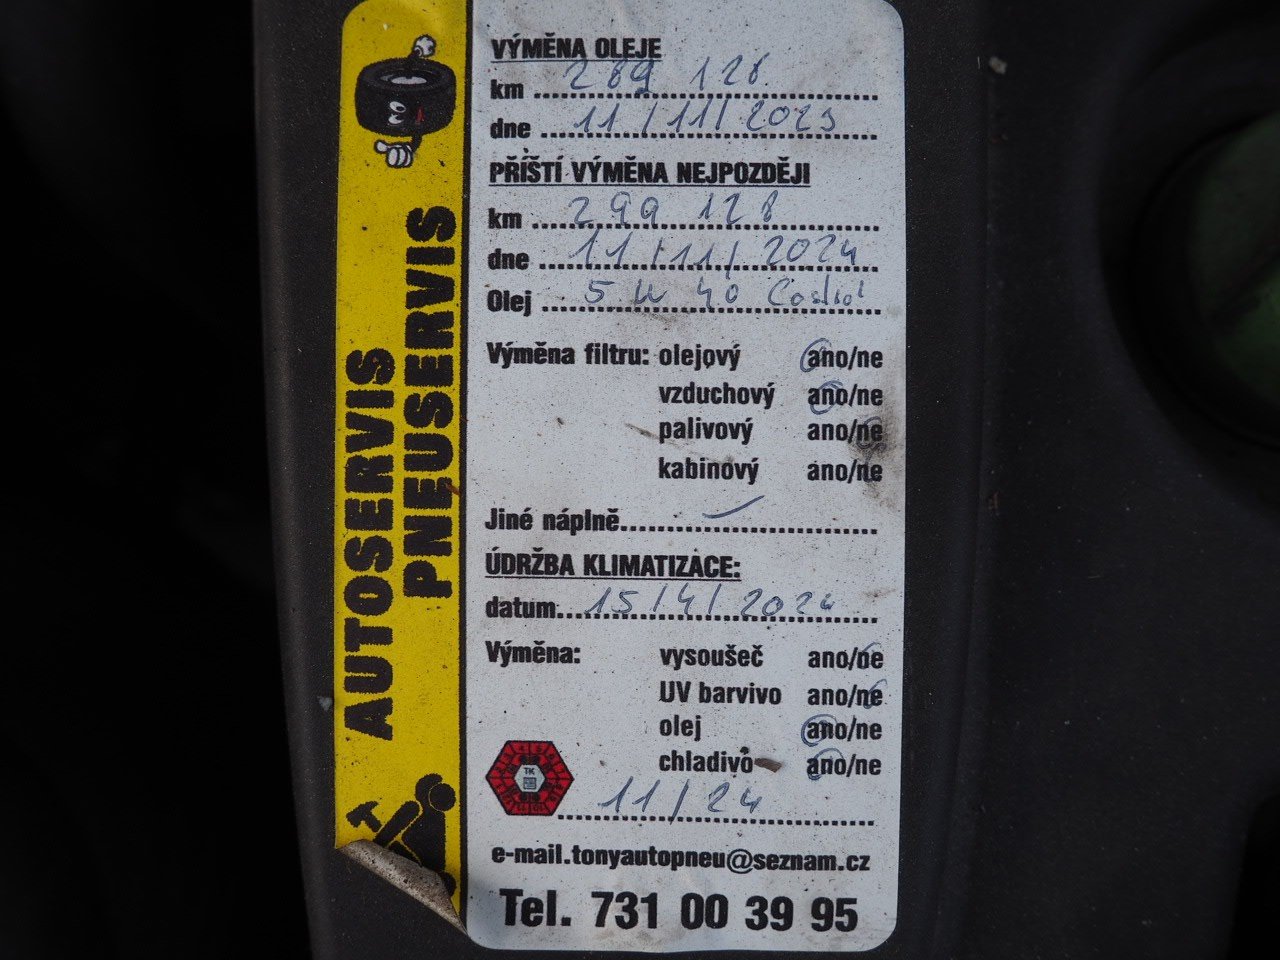 VÝMĚNA OLEJE
km 289 128
dne 11/11/2023
PŘÍŠTÍ VÝMĚNA NEJPOZDĚJI
km 299 128
dne 11/11/2024
Olej 5W40 Castrol
Výměna filtru: olejový ano/ne
vzduchový ano/ne
palivový ano/ne
kabinový ano/ne
Jiné náplně
ÚDRŽBA KLIMATIZACE:
datum 15/4/2024
Výměna: vysoušeč ano/ne
UV barvivo ano/ne
olej ano/ne
chladivo ano/ne
TK
11/24
e-mail.tonyautopneu@seznam.cz
Tel. 731 00 39 95
AUTOSERVIS
PNEUSERVIS